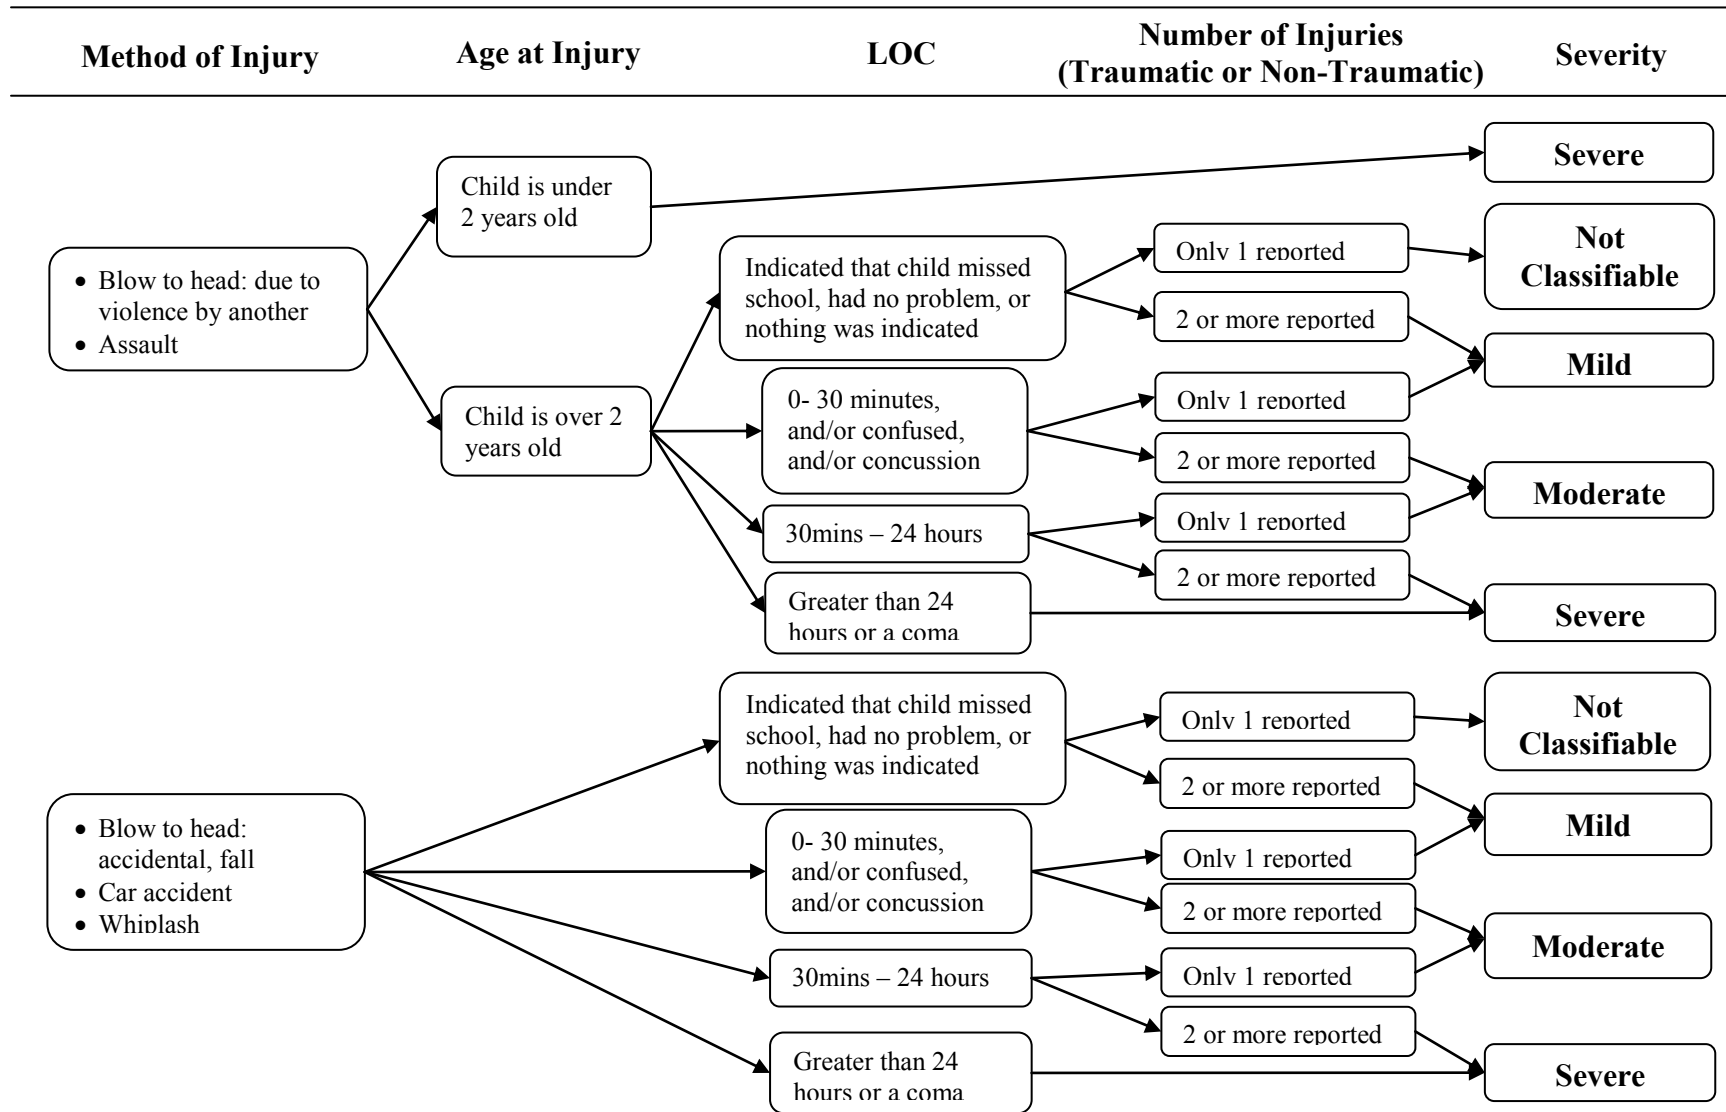 Method of Injury
Age at Injury
LOC
Number of Injuries
(Traumatic or Non-Traumatic)
Severity
• Blow to head: due to
violence by another
• Assault
Child is under
2 years old
Child is over 2
years old
Indicated that child missed
school, had no problem, or
nothing was indicated
0- 30 minutes,
and/or confused,
and/or concussion
30mins – 24 hours
Greater than 24
hours or a coma
Only 1 reported
2 or more reported
Only 1 reported
2 or more reported
Only 1 reported
2 or more reported
Severe
Not
Classifiable
Mild
Moderate
Severe
• Blow to head:
accidental, fall
• Car accident
• Whiplash
Indicated that child missed
school, had no problem, or
nothing was indicated
0- 30 minutes,
and/or confused,
and/or concussion
30mins – 24 hours
Greater than 24
hours or a coma
Only 1 reported
2 or more reported
Only 1 reported
2 or more reported
Only 1 reported
2 or more reported
Not
Classifiable
Mild
Moderate
Severe